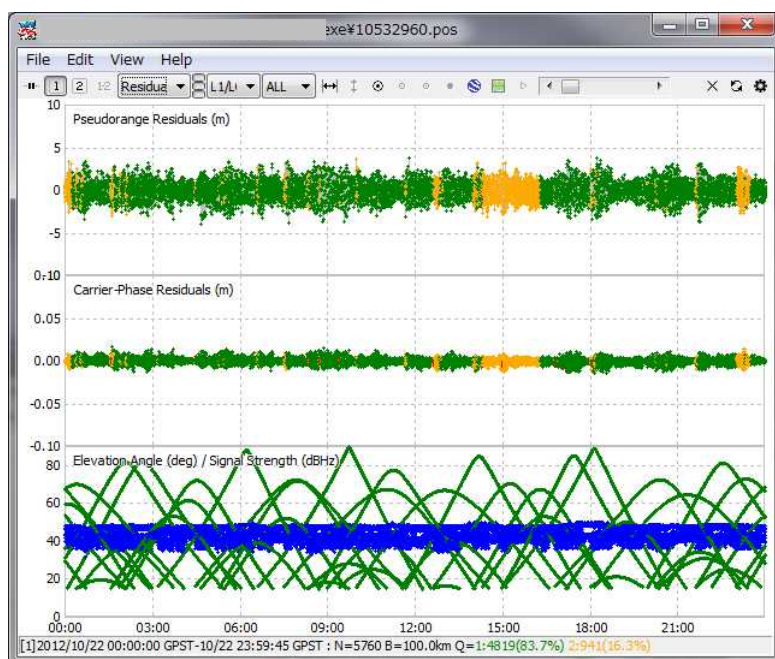 exe¥10532960.pos
File Edit View Help
1 2 1-2 Residua L1/L ALL
10
Pseudorange Residuals (m)
5
0
-5
-10
0.10
Carrier-Phase Residuals (m)
0.05
0.00
-0.05
-0.10
Elevation Angle (deg) / Signal Strength (dBHz)
80
60
40
20
0
00:00 03:00 06:00 09:00 12:00 15:00 18:00 21:00
[1]2012/10/22 00:00:00 GPST-10/22 23:59:45 GPST : N=5760 B=100.0km Q=1:4819(83.7%) 2:941(16.3%)